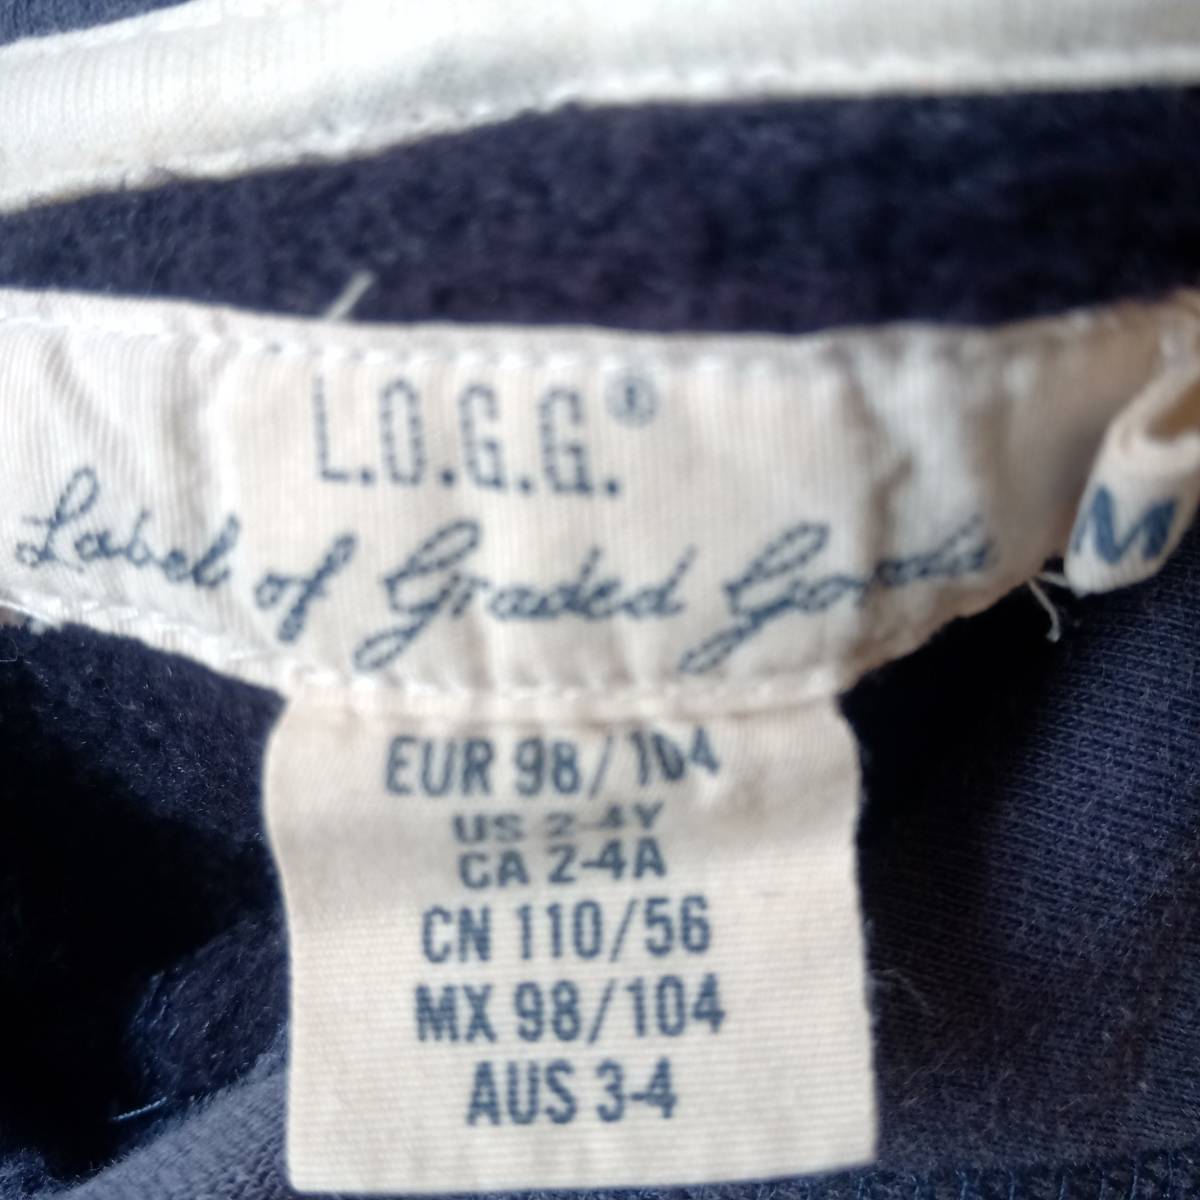 L.O.G.G.®
Label of Graded Goods
M
EUR 98/104
US 2-4Y
CA 2-4A
CN 110/56
MX 98/104
AUS 3-4